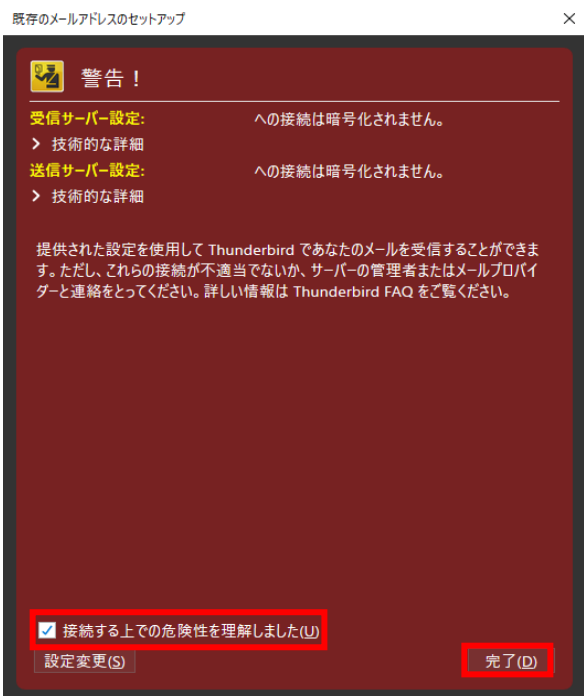 既存のメールアドレスのセットアップ
警告！
受信サーバー設定: への接続は暗号化されません。
技術的な詳細
送信サーバー設定: への接続は暗号化されません。
技術的な詳細
提供された設定を使用して Thunderbird であなたのメールを受信することができま
す。ただし、これらの接続が不適当でないか、サーバーの管理者またはメールプロバイ
ダーと連絡をとってください。詳しい情報は Thunderbird FAQ をご覧ください。
接続する上での危険性を理解しました(U)
設定変更(S) 完了(D)